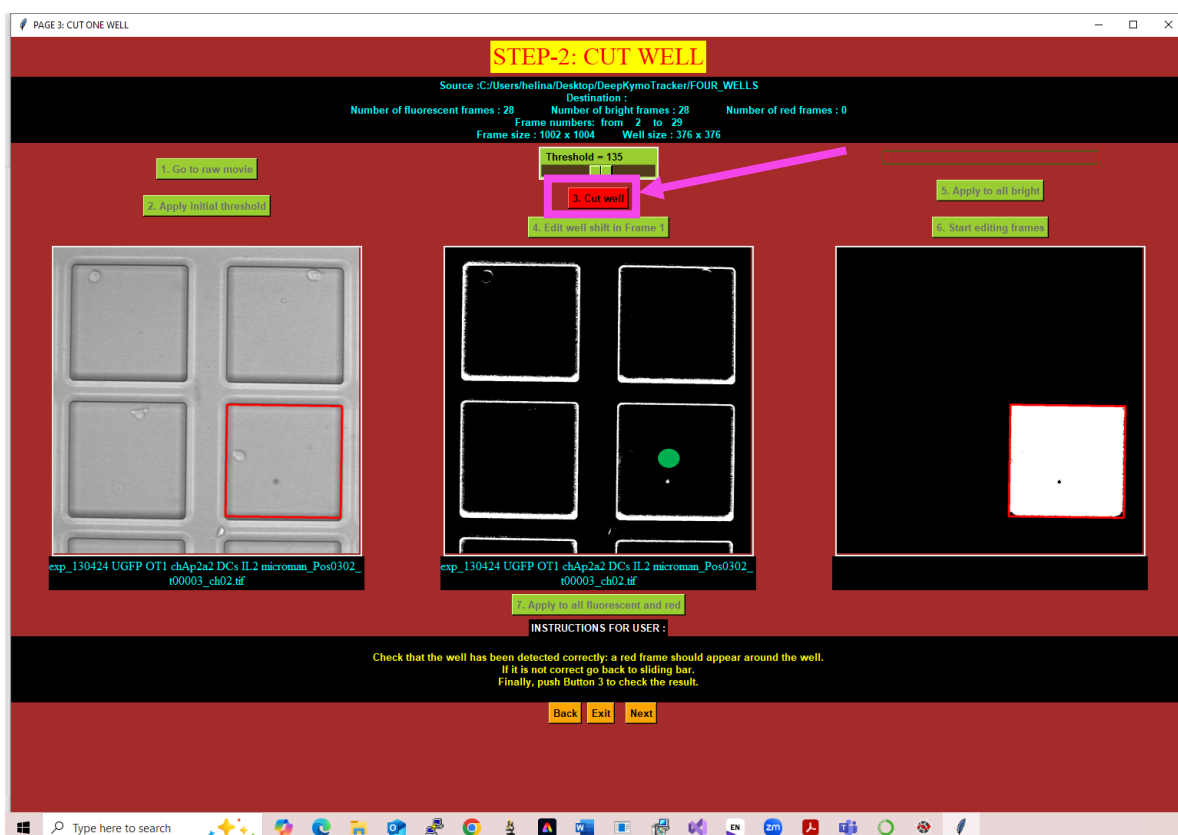 PAGE 3: CUT ONE WELL
STEP-2: CUT WELL
Source :C:/Users/helina/Desktop/DeepKymoTracker/FOUR_WELLS
Destination :
Number of fluorescent frames : 28 Number of bright frames : 28 Number of red frames : 0
Frame numbers: from 2 to 29
Frame size : 1002 x 1004 Well size : 376 x 376
1. Go to raw movie
2. Apply initial threshold
Threshold = 135
3. Cut well
4. Edit well shift in Frame 1
5. Apply to all bright
6. Start editing frames
exp_130424 UGFP OT1 chAp2a2 DCs IL2 microman_Pos0302_
t00003_ch02.tif
exp_130424 UGFP OT1 chAp2a2 DCs IL2 microman_Pos0302_
t00003_ch02.tif
7. Apply to all fluorescent and red
INSTRUCTIONS FOR USER :
Check that the well has been detected correctly: a red frame should appear around the well.
If it is not correct go back to sliding bar.
Finally, push Button 3 to check the result.
Back Exit Next
Type here to search
EN
zm